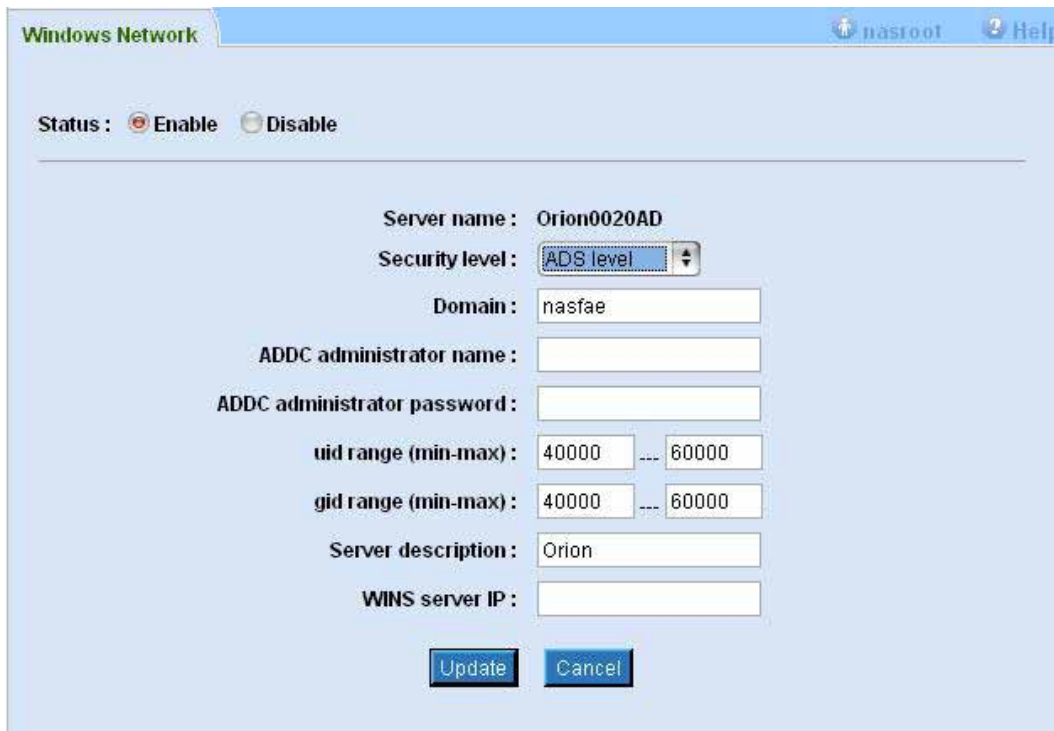 Windows Network nasroot Help
Status : Enable Disable
Server name : Orion0020AD
Security level : ADS level
Domain : nasfae
ADDC administrator name :
ADDC administrator password :
uid range (min-max) : 40000 ... 60000
gid range (min-max) : 40000 ... 60000
Server description : Orion
WINS server IP :
Update Cancel